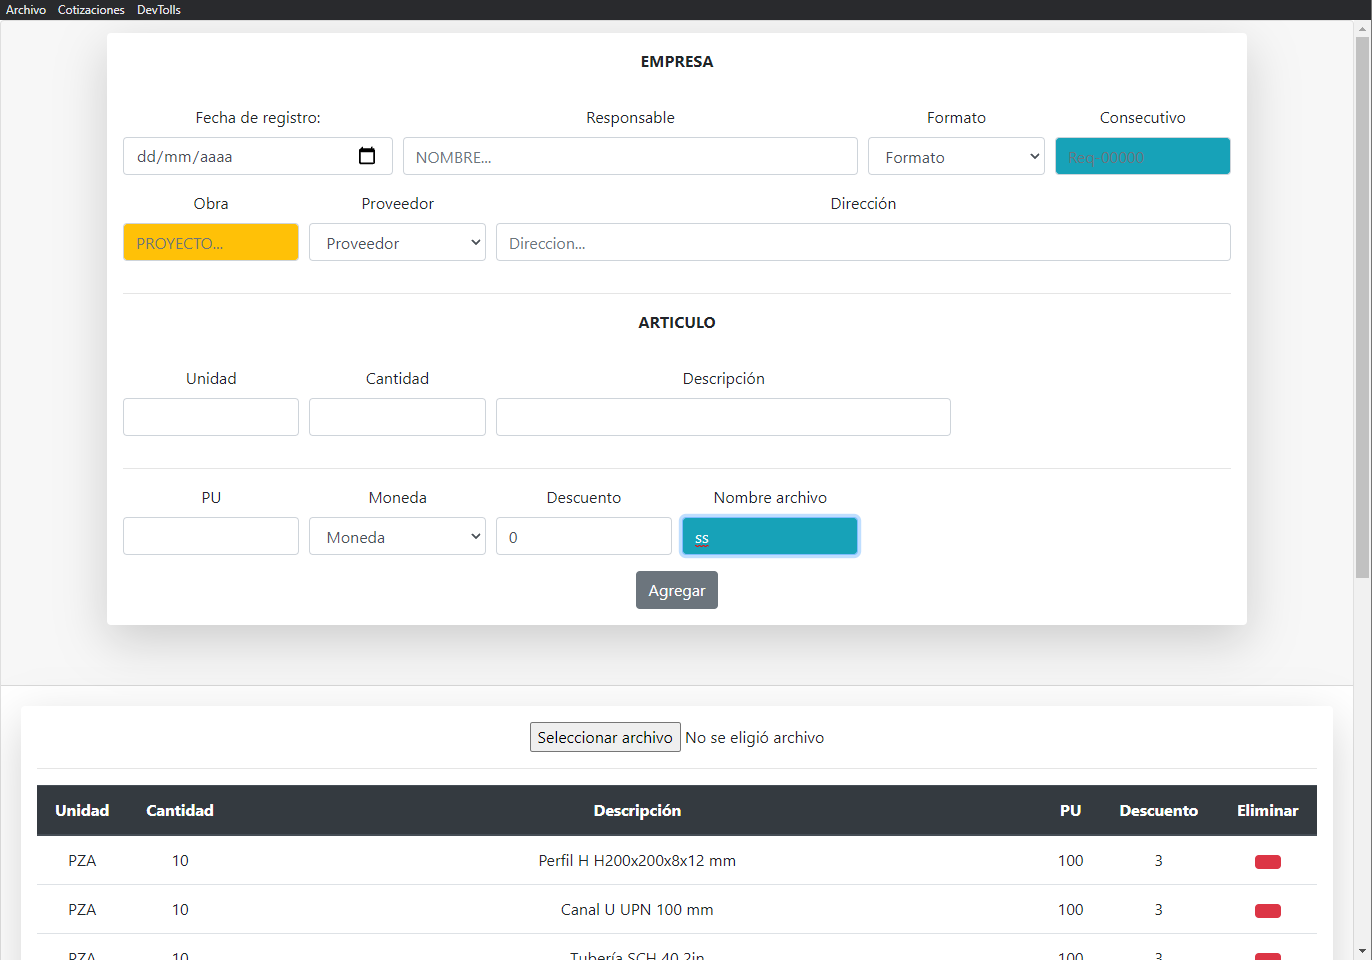 Archivo Cotizaciones DevTolls
EMPRESA
Fecha de registro: Responsable Formato Consecutivo
dd/mm/aaaa NOMBRE... Formato Req-00000
Obra Proveedor Dirección
PROYECTO... Proveedor Direccion...
ARTICULO
Unidad Cantidad Descripción
PU Moneda Descuento Nombre archivo
Moneda 0 ss
Agregar
Seleccionar archivo No se eligió archivo
Unidad Cantidad Descripción PU Descuento Eliminar
PZA 10 Perfil H H200x200x8x12 mm 100 3
PZA 10 Canal U UPN 100 mm 100 3
PZA 10 Tubería SCH 40 2in 100 3